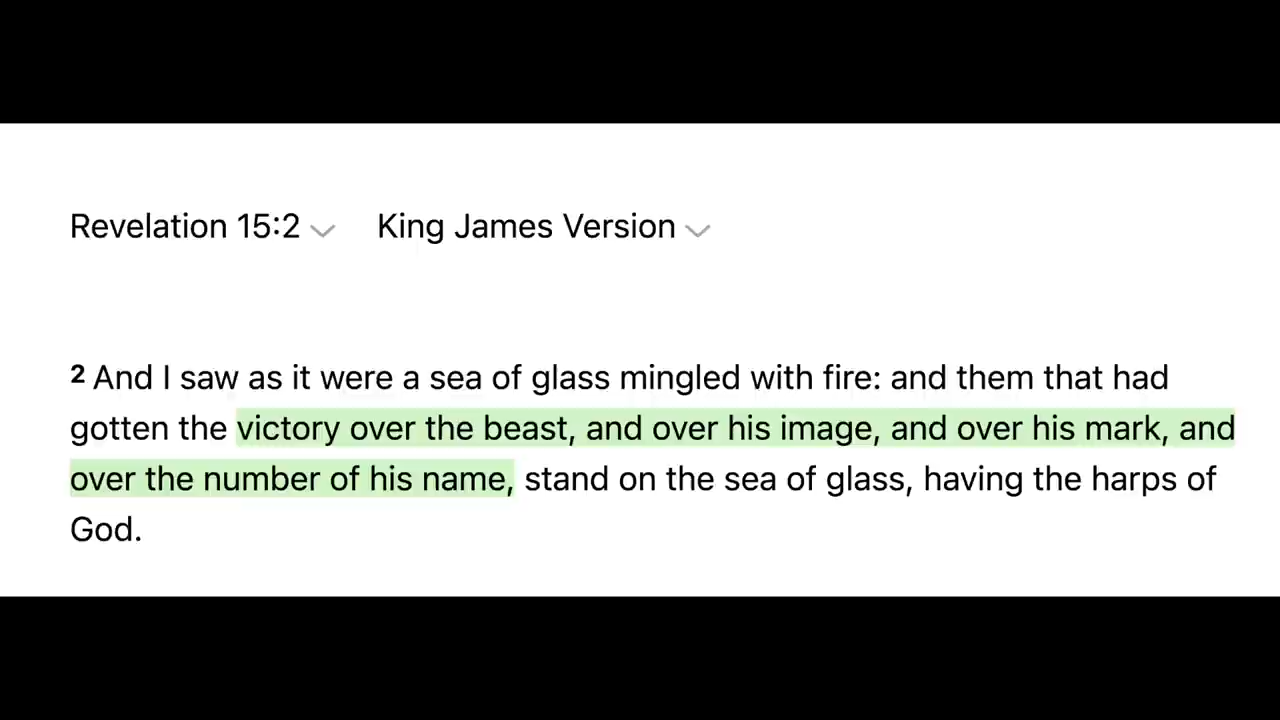 Revelation 15:2 King James Version
2 And I saw as it were a sea of glass mingled with fire: and them that had
gotten the victory over the beast, and over his image, and over his mark, and
over the number of his name, stand on the sea of glass, having the harps of
God.